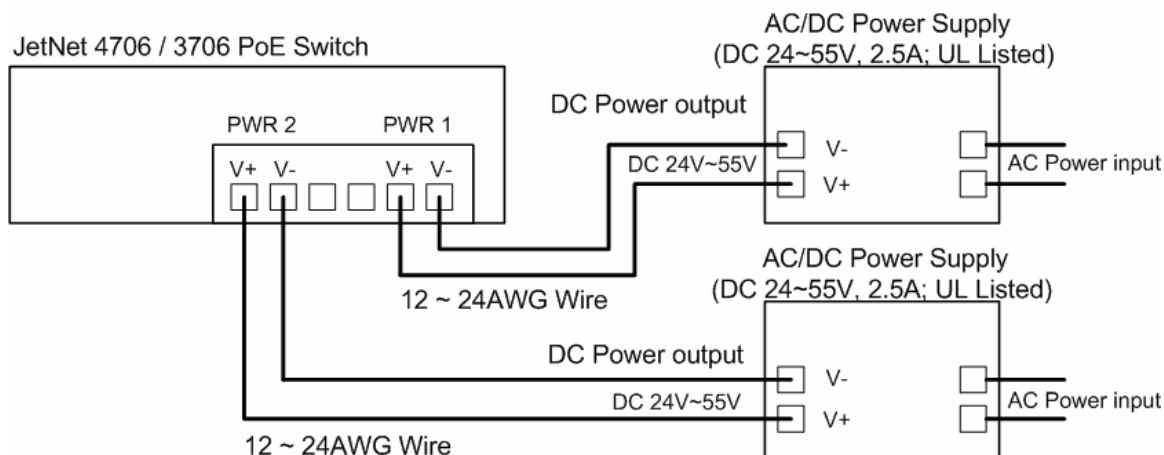 JetNet 4706 / 3706 PoE Switch
PWR 2 PWR 1
V+ V- V+ V-
AC/DC Power Supply
(DC 24~55V, 2.5A; UL Listed)
DC Power output
DC 24V~55V
V-
V+
AC Power input
12 ~ 24AWG Wire
AC/DC Power Supply
(DC 24~55V, 2.5A; UL Listed)
DC Power output
DC 24V~55V
V-
V+
AC Power input
12 ~ 24AWG Wire